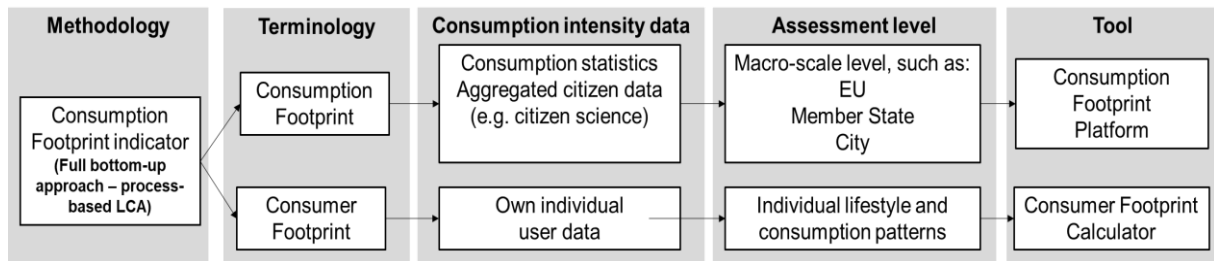 Methodology
Terminology
Consumption intensity data
Assessment level
Tool
Consumption
Footprint indicator
(Full bottom-up
approach – process-
based LCA)
Consumption
Footprint
Consumption statistics
Aggregated citizen data
(e.g. citizen science)
Macro-scale level, such as:
EU
Member State
City
Consumption
Footprint
Platform
Consumer
Footprint
Own individual
user data
Individual lifestyle and
consumption patterns
Consumer Footprint
Calculator